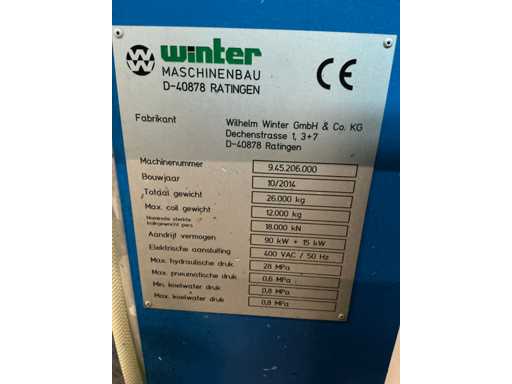 winter
MASCHINENBAU
D-40878 RATINGEN
CE
Fabrikant Wilhelm Winter GmbH & Co. KG
Dechenstrasse 1, 3+7
D-40878 Ratingen
Machinenummer 9.45.206.000
Bouwjaar 10/2014
Totaal gewicht 26.000 kg
Max. coil gewicht 12.000 kg
Nominale sterkte
pers 18.000 kN
Aandrijf vermogen 90 kW + 15 kW
Elektrische aansluiting 400 VAC / 50 Hz
Max. hydraulische druk 28 MPa
Max. pneumatische druk 0,6 MPa
Min. koelwater druk 0,8 MPa
Max. koelwater druk 0,8 MPa